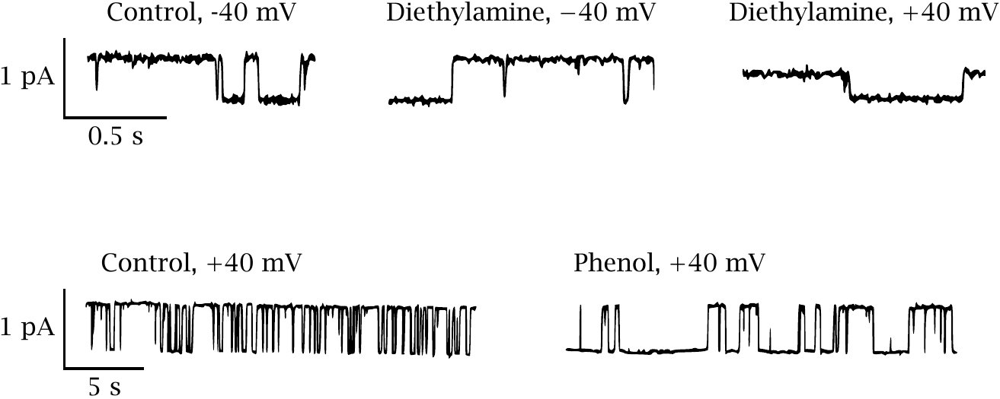 Control, -40 mV
Diethylamine, −40 mV
Diethylamine, +40 mV
1 pA
0.5 s
Control, +40 mV
Phenol, +40 mV
1 pA
5 s